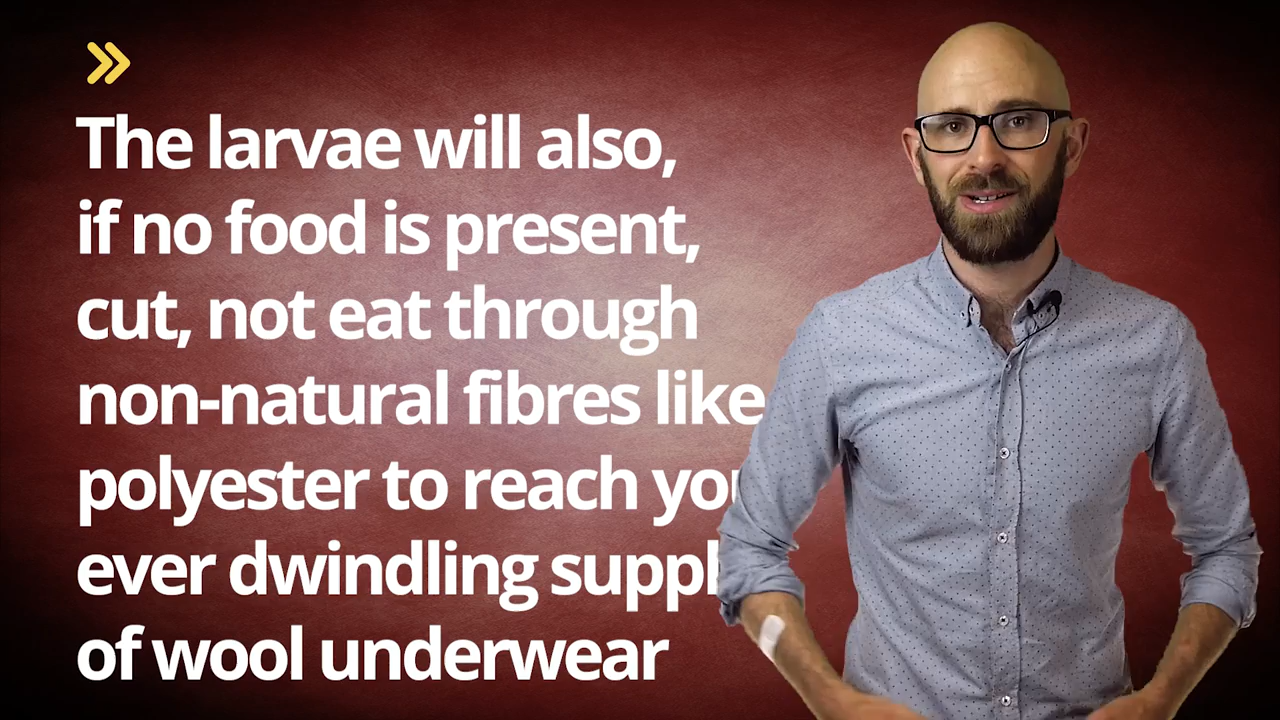 The larvae will also,
if no food is present,
cut, not eat through
non-natural fibres like
polyester to reach
ever dwindling
of wool underwear